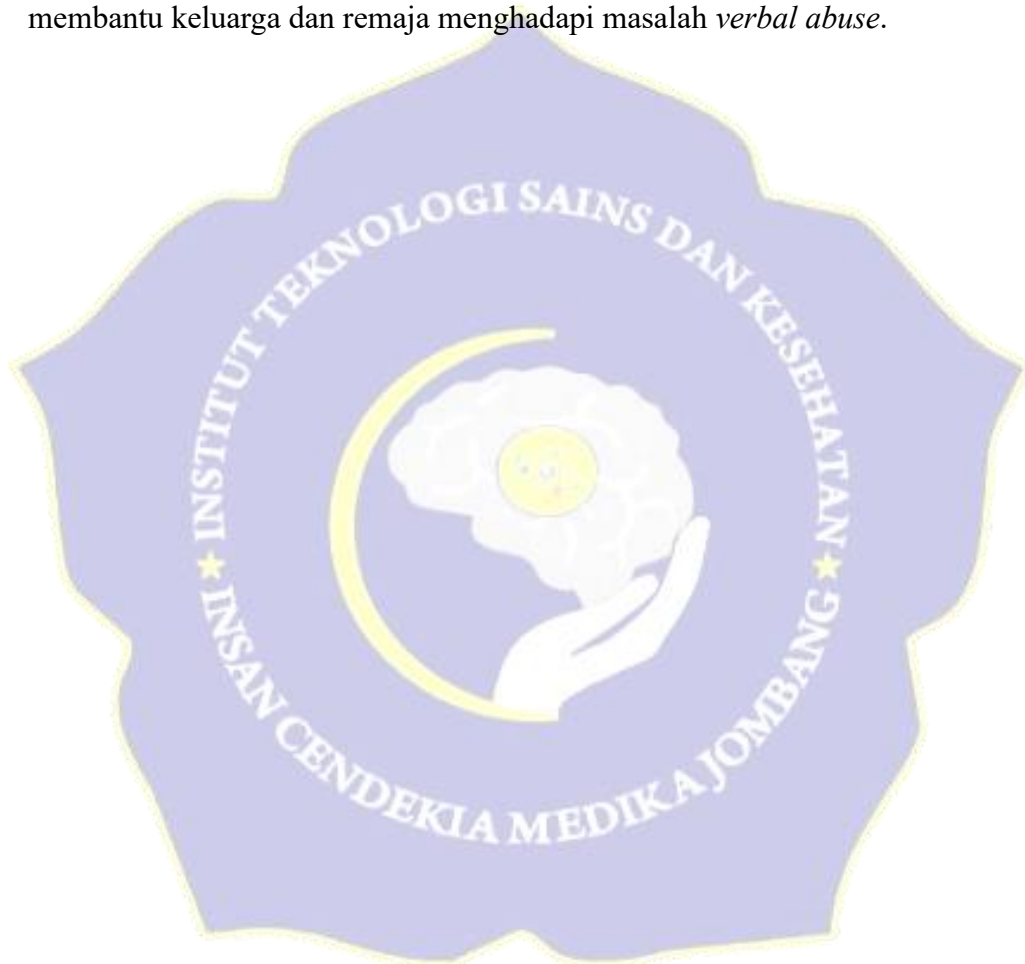 membantu keluarga dan remaja menghadapi masalah verbal abuse.
INSTITUT TEKNOLOGI SAINS DAN KESEHATAN
INSAN CENDEKIA MEDIKA JOMBANG